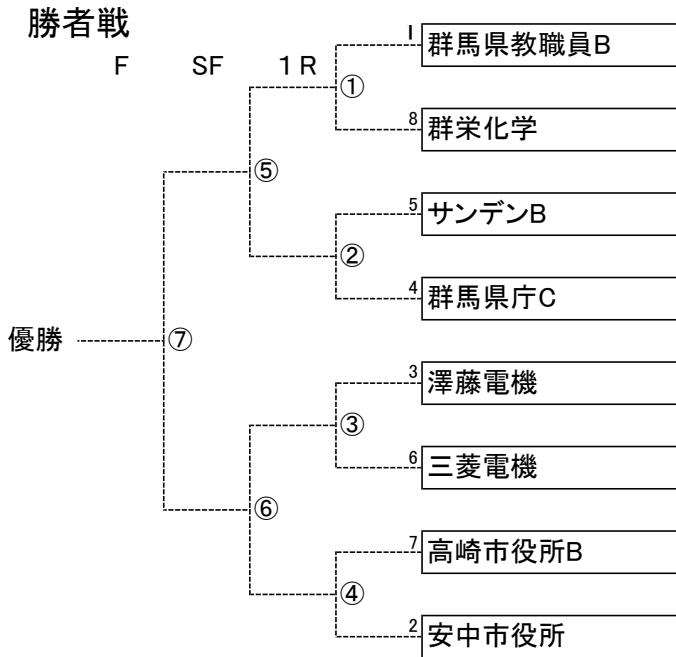 勝者戦
F SF 1R
1 群馬県教職員B
①
8 群栄化学
⑤
5 サンデンB
②
4 群馬県庁C
優勝 ⑦
3 澤藤電機
③
6 三菱電機
⑥
7 高崎市役所B
④
2 安中市役所